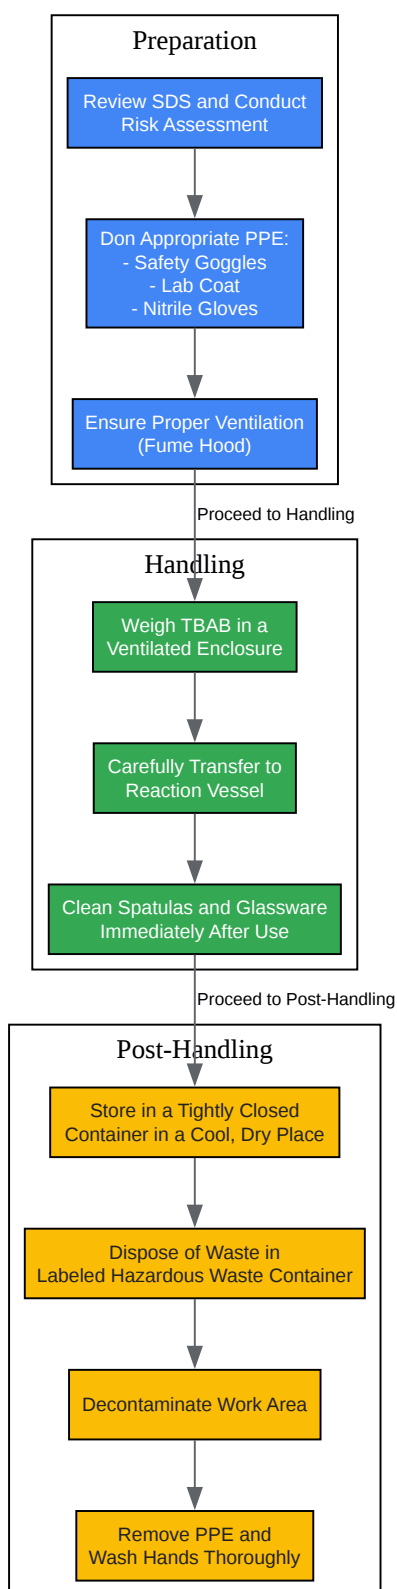 Preparation
Review SDS and Conduct
Risk Assessment
Don Appropriate PPE:
- Safety Goggles
- Lab Coat
- Nitrile Gloves
Ensure Proper Ventilation
(Fume Hood)
Proceed to Handling
Handling
Weigh TBAB in a
Ventilated Enclosure
Carefully Transfer to
Reaction Vessel
Clean Spatulas and Glassware
Immediately After Use
Proceed to Post-Handling
Post-Handling
Store in a Tightly Closed
Container in a Cool, Dry Place
Dispose of Waste in
Labeled Hazardous Waste Container
Decontaminate Work Area
Remove PPE and
Wash Hands Thoroughly